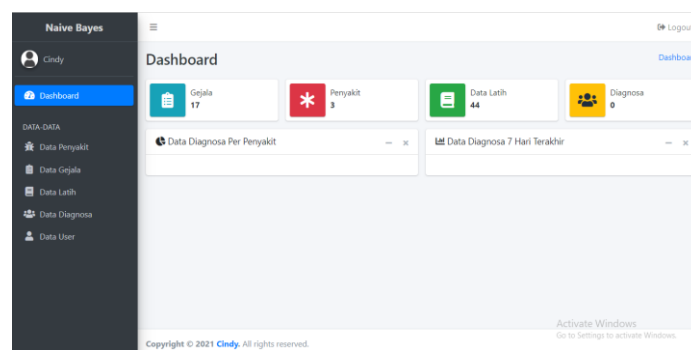 Naive Bayes
Logou
Cindy
Dashboard
Dashboar
Dashboard
Gejala
17
Penyakit
3
Data Latih
44
Diagnosa
0
DATA-DATA
Data Penyakit
Data Gejala
Data Latih
Data Diagnosa
Data User
Data Diagnosa Per Penyakit
Data Diagnosa 7 Hari Terakhir
Activate Windows
Go to Settings to activate Windows.
Copyright © 2021 Cindy. All rights reserved.